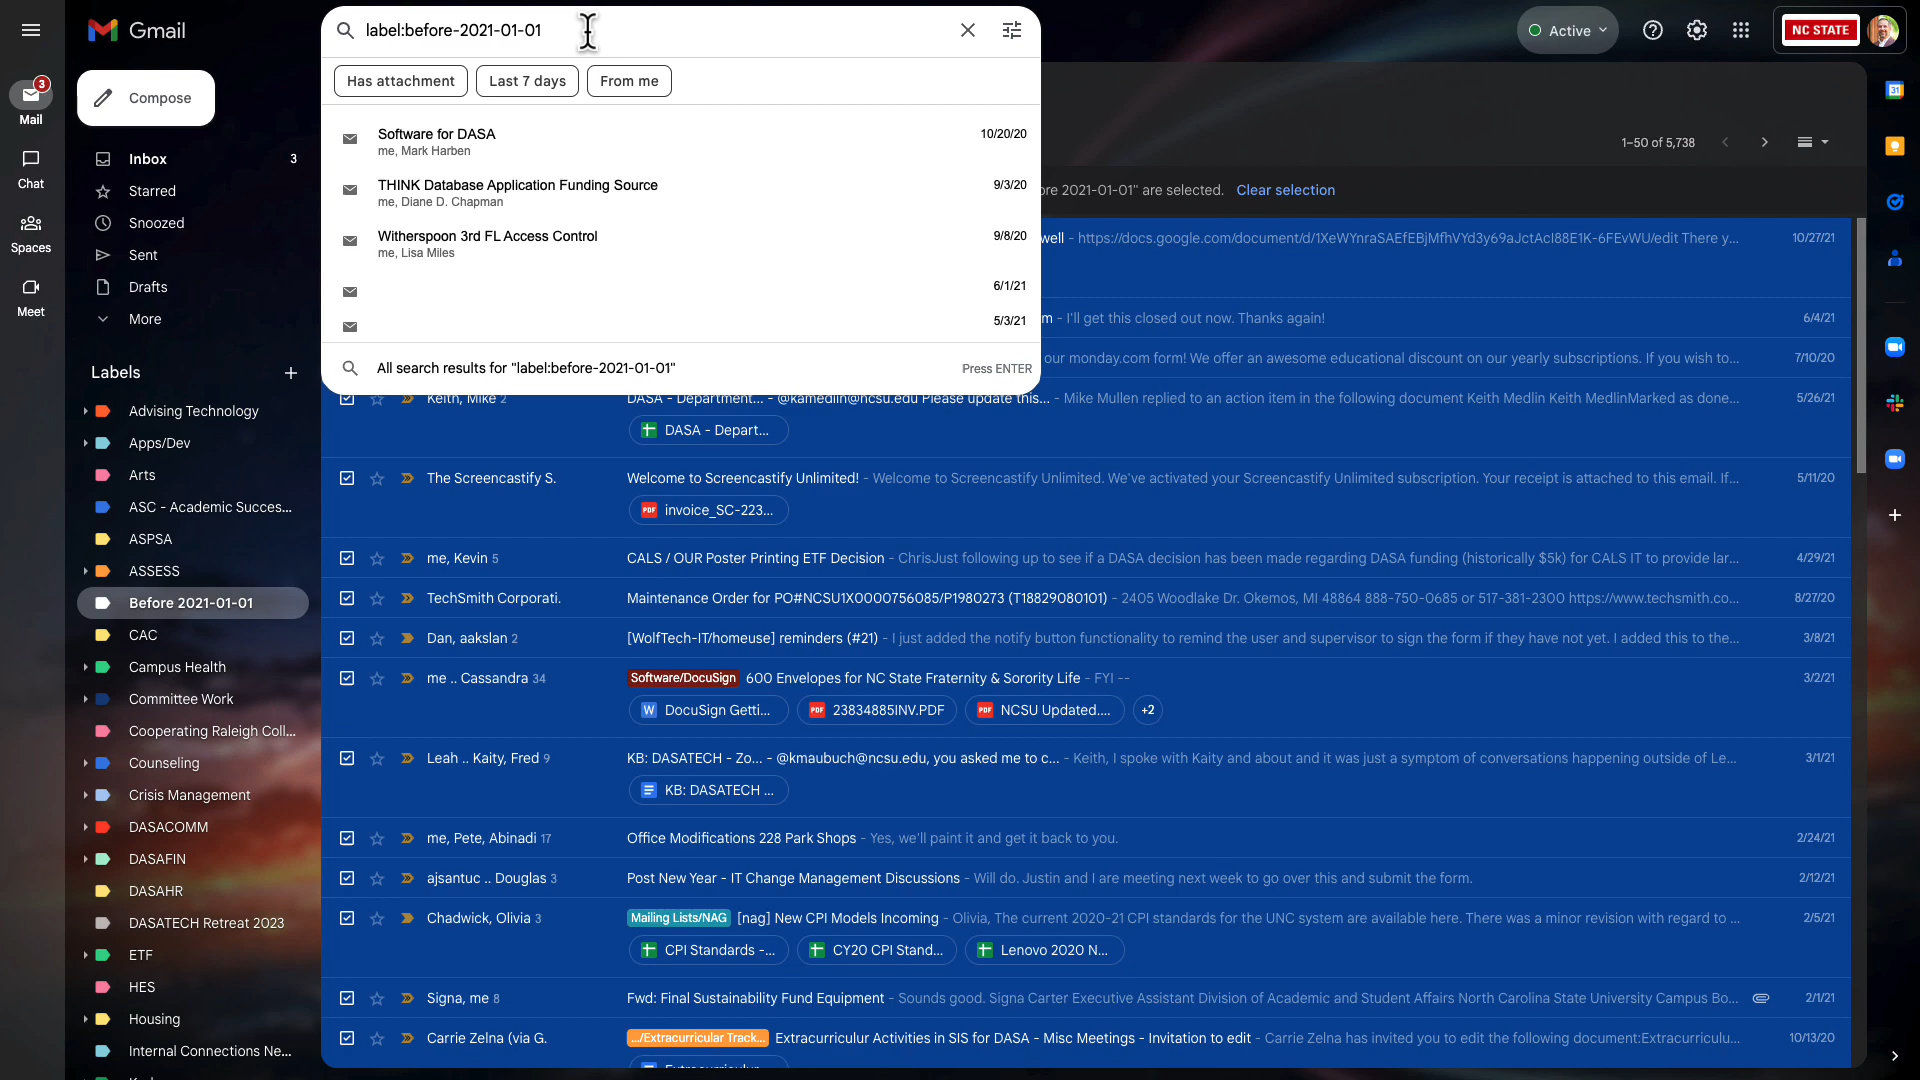 Gmail
label:before-2021-01-01
Active
NC STATE
Has attachment
Last 7 days
From me
3
Mail
Chat
Spaces
Meet
Compose
Inbox 3
Starred
Snoozed
Sent
Drafts
More
Labels
Advising Technology
Apps/Dev
Arts
ASC - Academic Succes...
ASPSA
ASSESS
Before 2021-01-01
CAC
Campus Health
Committee Work
Cooperating Raleigh Coll...
Counseling
Crisis Management
DASACOMM
DASAFIN
DASAHR
DASATECH Retreat 2023
ETF
HES
Housing
Internal Connections Ne...
Software for DASA 10/20/20
me, Mark Harben
THINK Database Application Funding Source 9/3/20
me, Diane D. Chapman
Witherspoon 3rd FL Access Control 9/8/20
me, Lisa Miles
6/1/21
5/3/21
All search results for "label:before-2021-01-01" Press ENTER
1–50 of 5,738
31
ore 2021-01-01" are selected. Clear selection
well - https://docs.google.com/document/d/1XeWYnraSAEfEBjMfhVYd3y69aJctAcI88E1K-6FEvWU/edit There y... 10/27/21
m - I'll get this closed out now. Thanks again! 6/4/21
our monday.com form! We offer an awesome educational discount on our yearly subscriptions. If you wish to... 7/10/20
Keith, Mike 2 DASA - Department... - @kamedlin@ncsu.edu Please update this... - Mike Mullen replied to an action item in the following document Keith Medlin Keith MedlinMarked as done... 5/26/21
DASA - Depart...
The Screencastify S. Welcome to Screencastify Unlimited! - Welcome to Screencastify Unlimited. We've activated your Screencastify Unlimited subscription. Your receipt is attached to this email. If... 5/11/20
PDF invoice_SC-223...
me, Kevin 5 CALS / OUR Poster Printing ETF Decision - ChrisJust following up to see if a DASA decision has been made regarding DASA funding (historically $5k) for CALS IT to provide lar... 4/29/21
TechSmith Corporati. Maintenance Order for PO#NCSU1X0000756085/P1980273 (T18829080101) - 2405 Woodlake Dr. Okemos, MI 48864 888-750-0685 or 517-381-2300 https://www.techsmith.co... 8/27/20
Dan, aakslan 2 [WolfTech-IT/homeuse] reminders (#21) - I just added the notify button functionality to remind the user and supervisor to sign the form if they have not yet. I added this to the... 3/8/21
me .. Cassandra 34 Software/DocuSign 600 Envelopes for NC State Fraternity & Sorority Life - FYI -- 3/2/21
W DocuSign Getti... PDF 23834885INV.PDF PDF NCSU Updated.... +2
Leah .. Kaity, Fred 9 KB: DASATECH - Zo... - @kmaubuch@ncsu.edu, you asked me to c... - Keith, I spoke with Kaity and about and it was just a symptom of conversations happening outside of Le... 3/1/21
KB: DASATECH ...
me, Pete, Abinadi 17 Office Modifications 228 Park Shops - Yes, we'll paint it and get it back to you. 2/24/21
ajsantuc .. Douglas 3 Post New Year - IT Change Management Discussions - Will do. Justin and I are meeting next week to go over this and submit the form. 2/12/21
Chadwick, Olivia 3 Mailing Lists/NAG [nag] New CPI Models Incoming - Olivia, The current 2020-21 CPI standards for the UNC system are available here. There was a minor revision with regard to ... 2/5/21
CPI Standards -... CY20 CPI Stand... Lenovo 2020 N...
Signa, me 8 Fwd: Final Sustainability Fund Equipment - Sounds good. Signa Carter Executive Assistant Division of Academic and Student Affairs North Carolina State University Campus Bo... 2/1/21
Carrie Zelna (via G. .../Extracurricular Track... Extracurriculur Activities in SIS for DASA - Misc Meetings - Invitation to edit - Carrie Zelna has invited you to edit the following document:Extracurriculu... 10/13/20